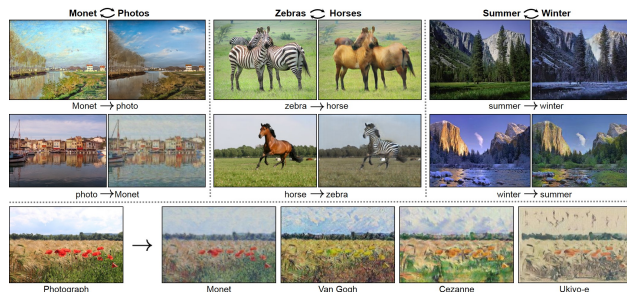 Monet ⟳ Photos
Zebras ⟳ Horses
Summer ⟳ Winter
Monet → photo
zebra → horse
summer → winter
photo → Monet
horse → zebra
winter → summer
Photograph
Monet
Van Gogh
Cezanne
Ukiyo-e